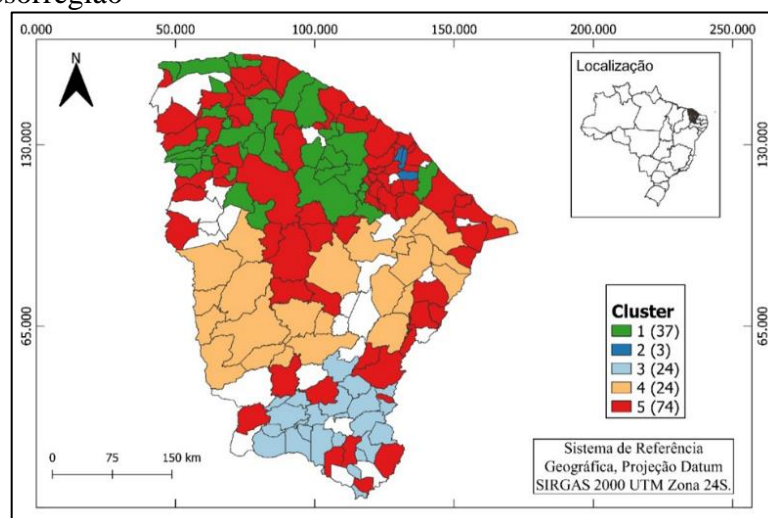 esorregião
0.000 50.000 100.000 150.000 200.000 250.000
N
Localização
130.000 130.000
65.000 65.000
Cluster
1 (37)
2 (3)
3 (24)
4 (24)
5 (74)
0 75 150 km
Sistema de Referência
Geográfica, Projeção Datum
SIRGAS 2000 UTM Zona 24S.